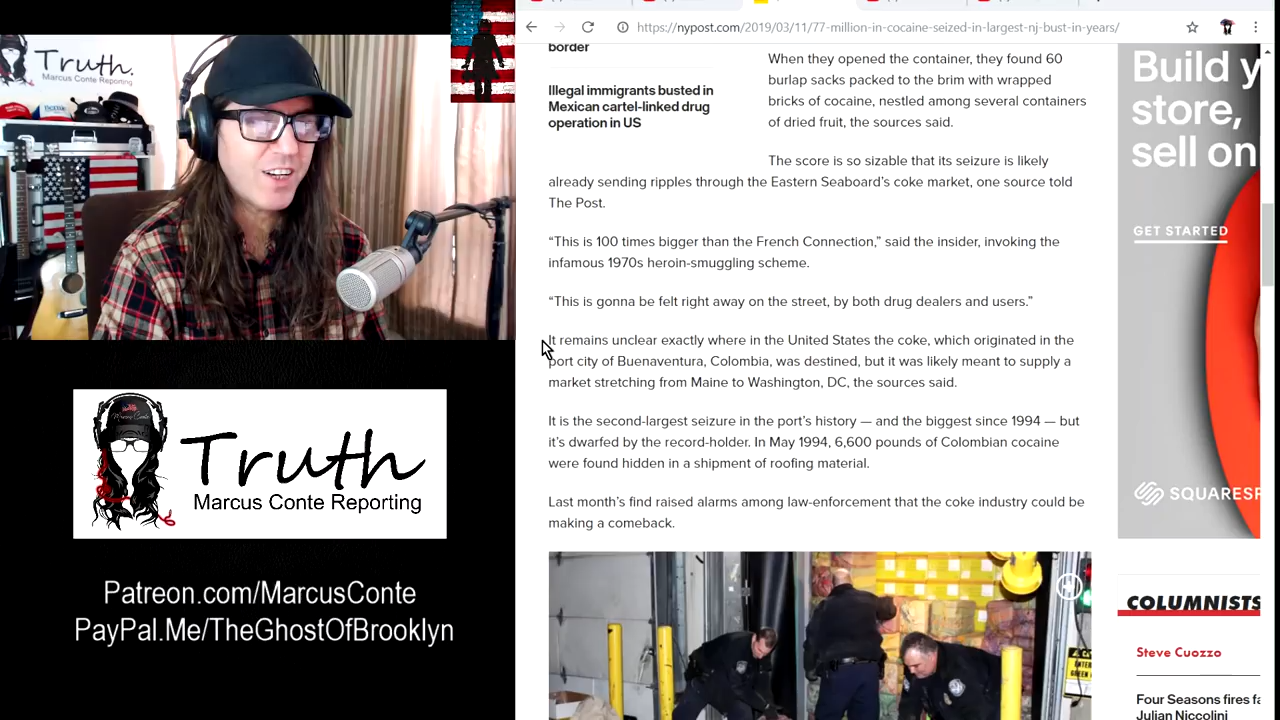 Truth.
Marcus Conte Reporting
Truth
Marcus Conte Reporting
Patreon.com/MarcusConte
PayPal.Me/TheGhostOfBrooklyn
border
Illegal immigrants busted in
Mexican cartel-linked drug
operation in US
When they opened the container, they found 60
burlap sacks packed to the brim with wrapped
bricks of cocaine, nestled among several containers
of dried fruit, the sources said.
The score is so sizable that its seizure is likely
already sending ripples through the Eastern Seaboard’s coke market, one source told
The Post.
“This is 100 times bigger than the French Connection,” said the insider, invoking the
infamous 1970s heroin-smuggling scheme.
“This is gonna be felt right away on the street, by both drug dealers and users.”
It remains unclear exactly where in the United States the coke, which originated in the
port city of Buenaventura, Colombia, was destined, but it was likely meant to supply a
market stretching from Maine to Washington, DC, the sources said.
It is the second-largest seizure in the port’s history — and the biggest since 1994 — but
it’s dwarfed by the record-holder. In May 1994, 6,600 pounds of Colombian cocaine
were found hidden in a shipment of roofing material.
Last month’s find raised alarms among law-enforcement that the coke industry could be
making a comeback.
https://nypost.com/2019/03/11/77-million-in-cocaine-seized-in-largest-nj-bust-in-years/
Build y
store,
sell on
GET STARTED
SQUARESP
COLUMNISTS
Steve Cuozzo
Four Seasons fires fa
Julian Niccolini